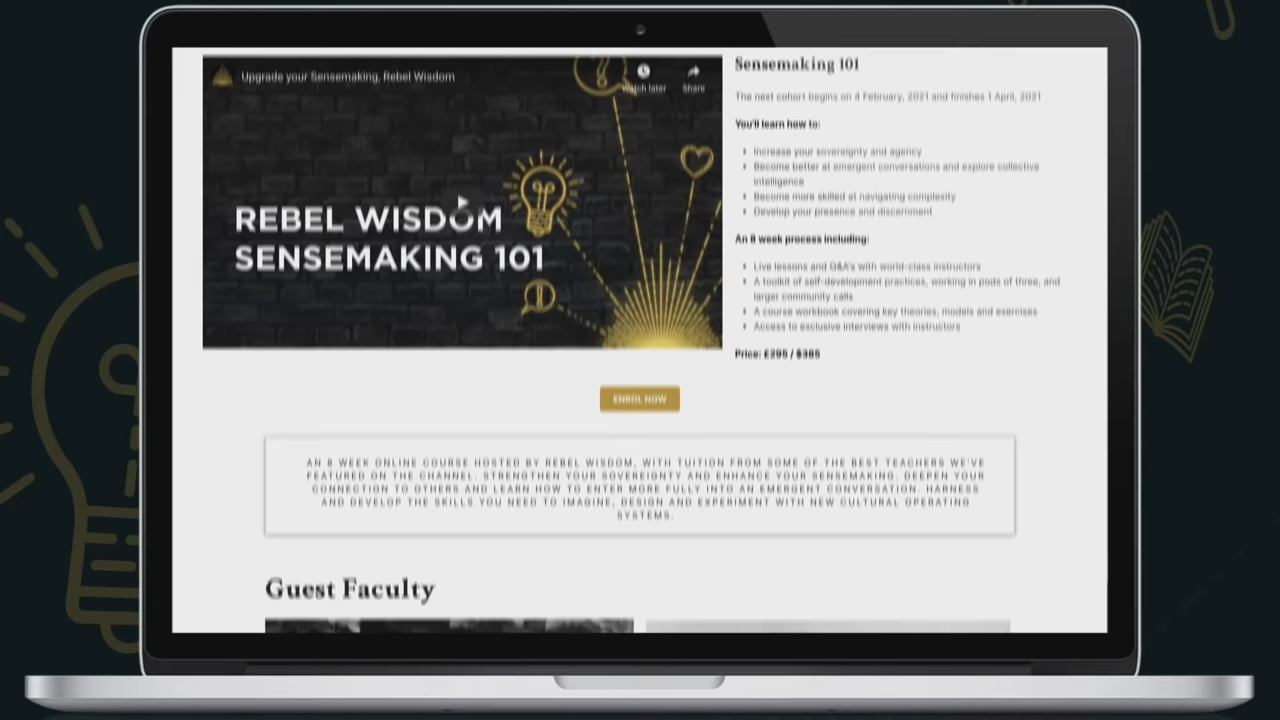 Upgrade your Sensemaking, Rebel Wisdom
Watch later
Share
REBEL WISDOM
SENSEMAKING 101
Sensemaking 101
The next cohort begins on 4 February, 2021 and finishes 1 April, 2021
You'll learn how to:
Increase your sovereignty and agency
Become better at emergent conversations and explore collective
intelligence
Become more skilled at navigating complexity
Develop your presence and discernment
An 8 week process including:
Live lessons and Q&A's with world-class instructors
A toolkit of self-development practices, working in pods of three, and
larger community calls
A course workbook covering key theories, models and exercises
Access to exclusive interviews with instructors
Price: £295 / $385
ENROL NOW
AN 8 WEEK ONLINE COURSE HOSTED BY REBEL WISDOM, WITH TUITION FROM SOME OF THE BEST TEACHERS WE'VE
FEATURED ON THE CHANNEL. STRENGTHEN YOUR SOVEREIGNTY AND ENHANCE YOUR SENSEMAKING. DEEPEN YOUR
CONNECTION TO OTHERS AND LEARN HOW TO ENTER MORE FULLY INTO AN EMERGENT CONVERSATION. HARNESS
AND DEVELOP THE SKILLS YOU NEED TO IMAGINE, DESIGN AND EXPERIMENT WITH NEW CULTURAL OPERATING
SYSTEMS.
Guest Faculty